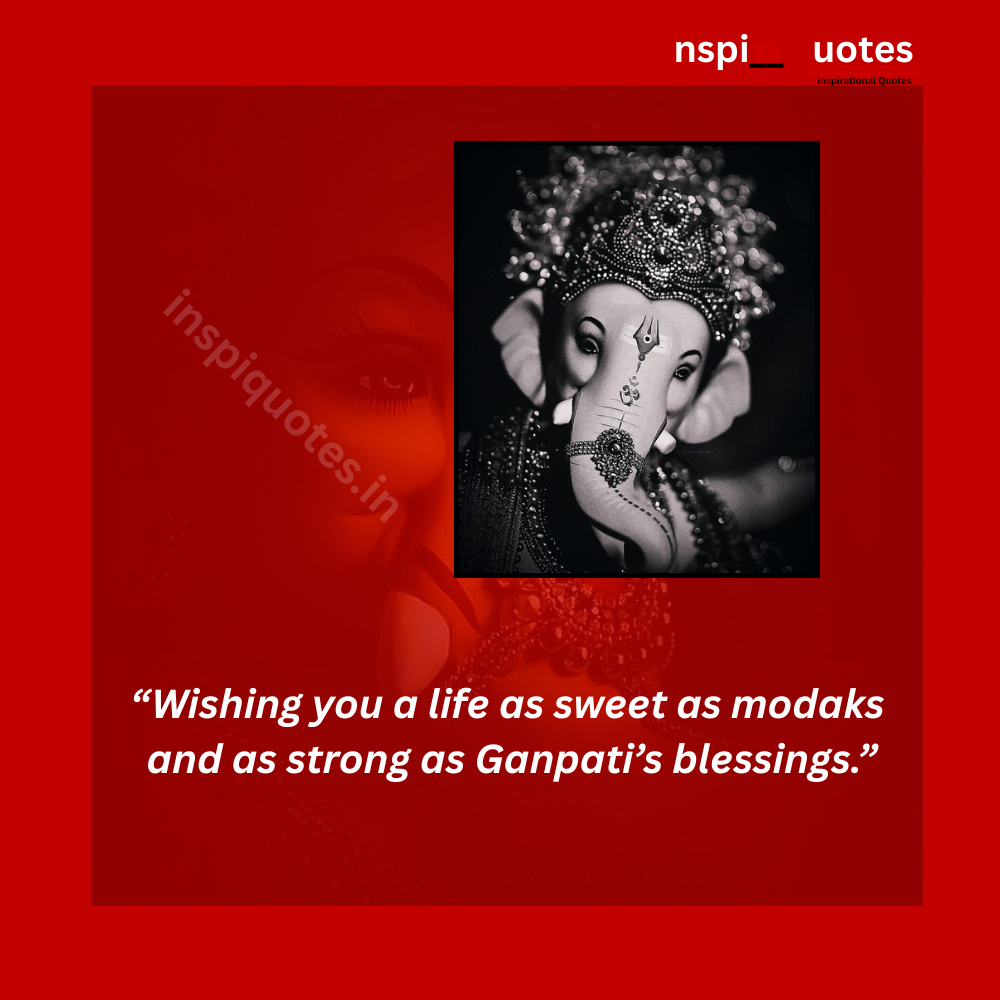 nspi__ uotes
inspirational Quotes
inspiquotes.in
“Wishing you a life as sweet as modaks
and as strong as Ganpati’s blessings.”